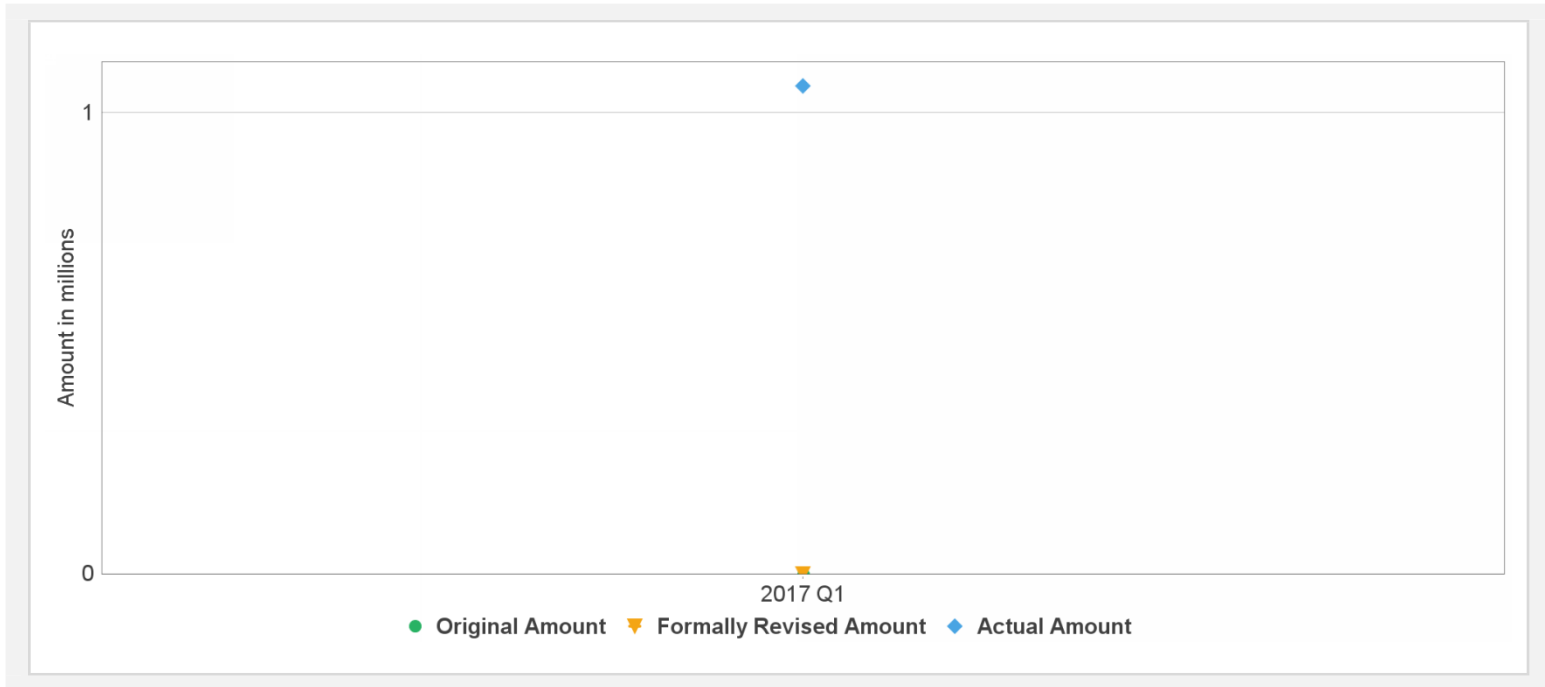 1
Amount in millions
0
2017 Q1
Original Amount Formally Revised Amount Actual Amount